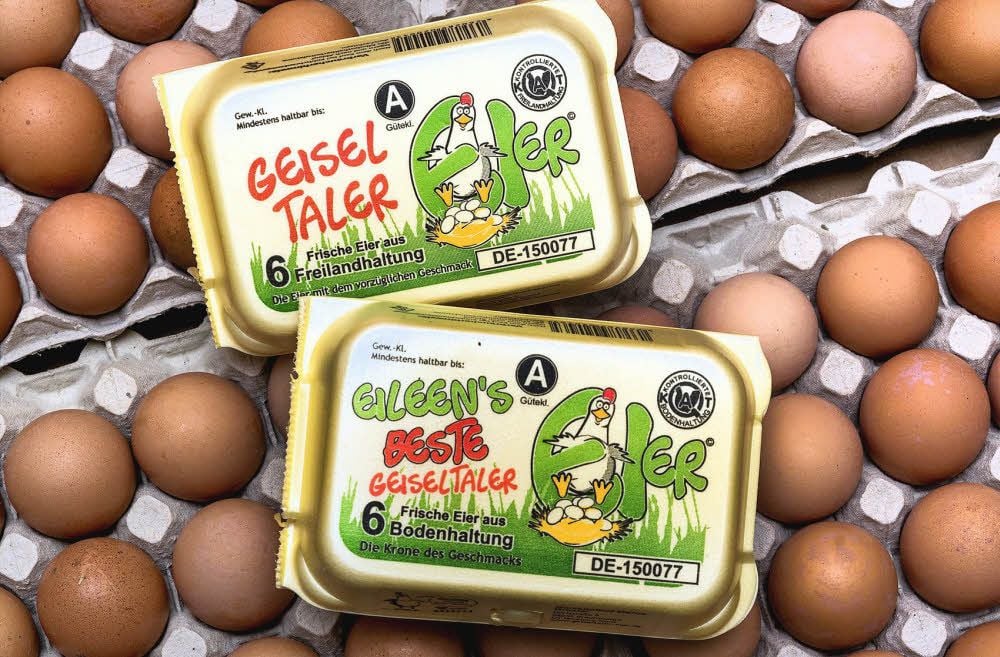 Gew.-Kl.
Mindestens haltbar bis:
A
Gütekl.
KONTROLLIERTE
FREILANDHALTUNG
GEISEL
TALER
EIER©
6 Frische Eier aus
Freilandhaltung
Die Eier mit dem vorzüglichen Geschmack
DE-150077
Gew.-Kl.
Mindestens haltbar bis:
A
Gütekl.
KONTROLLIERTE
BODENHALTUNG
EILEEN'S
BESTE
GEISELTALER
EIER©
6 Frische Eier aus
Bodenhaltung
Die Krone des Geschmacks
DE-150077